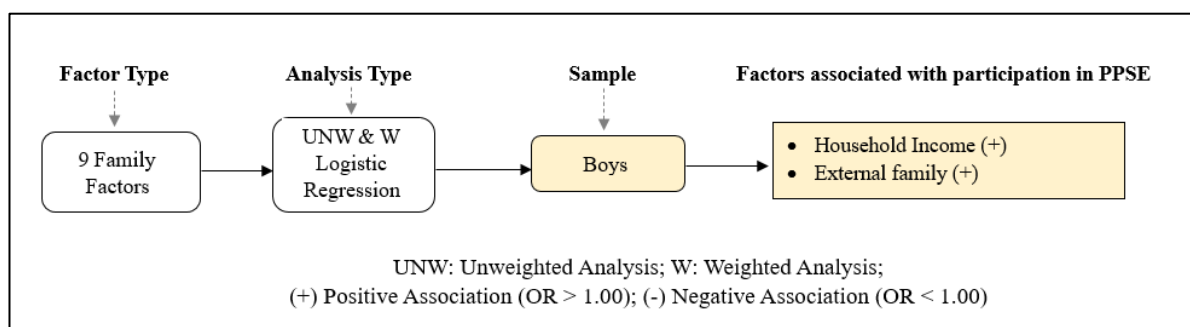 Factor Type
Analysis Type
Sample
Factors associated with participation in PPSE
9 Family
Factors
UNW & W
Logistic
Regression
Boys
• Household Income (+)
• External family (+)
UNW: Unweighted Analysis; W: Weighted Analysis;
(+) Positive Association (OR > 1.00); (-) Negative Association (OR < 1.00)